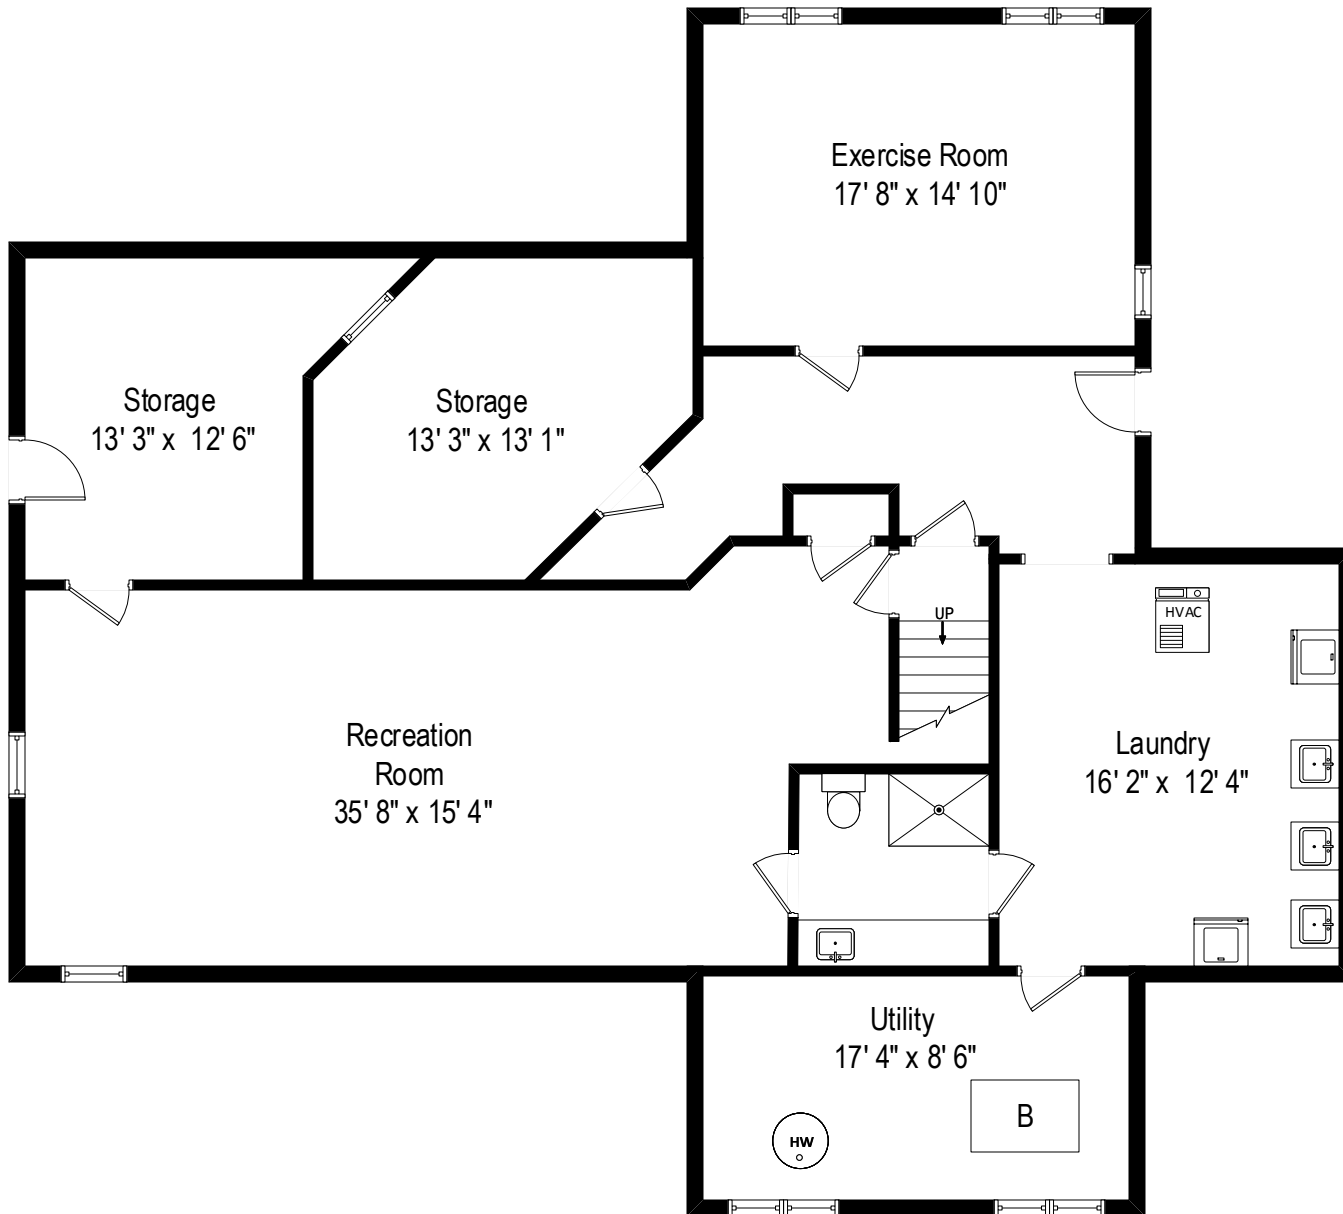 Exercise Room
17' 8" x 14' 10"
Storage
13' 3" x 12' 6"
Storage
13' 3" x 13' 1"
UP
HVAC
Recreation
Room
35' 8" x 15' 4"
Laundry
16' 2" x 12' 4"
Utility
17' 4" x 8' 6"
B
HW